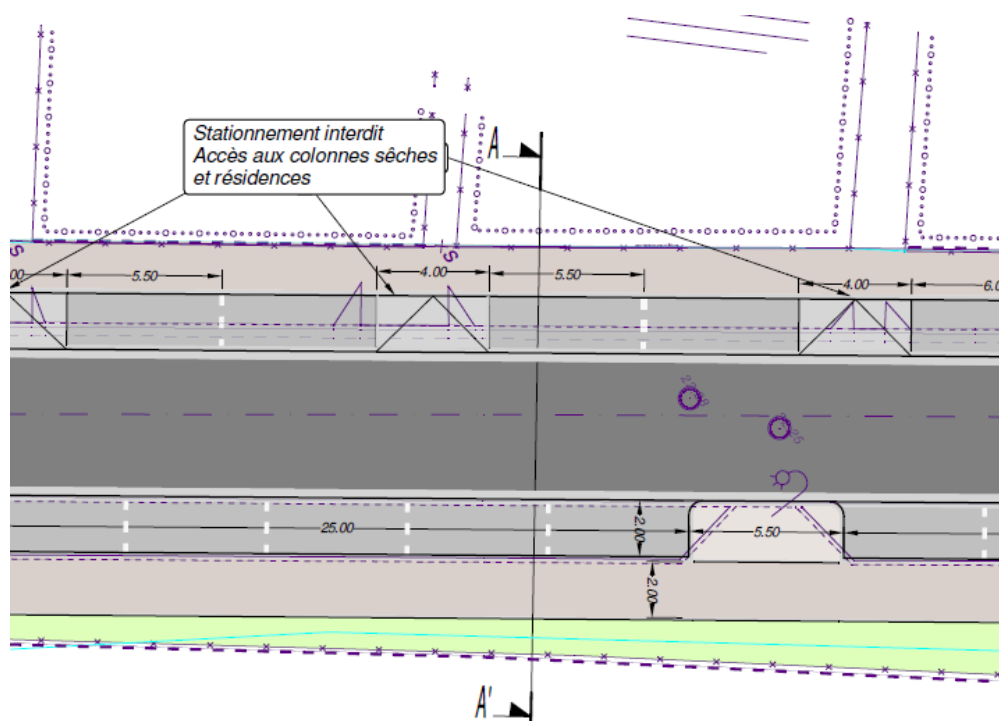 Stationnement interdit
Accès aux colonnes sêches
et résidences
A
S
S
00
5.50
4.00
5.50
4.00
6.0
25.00
2.00
5.50
2.00
A'